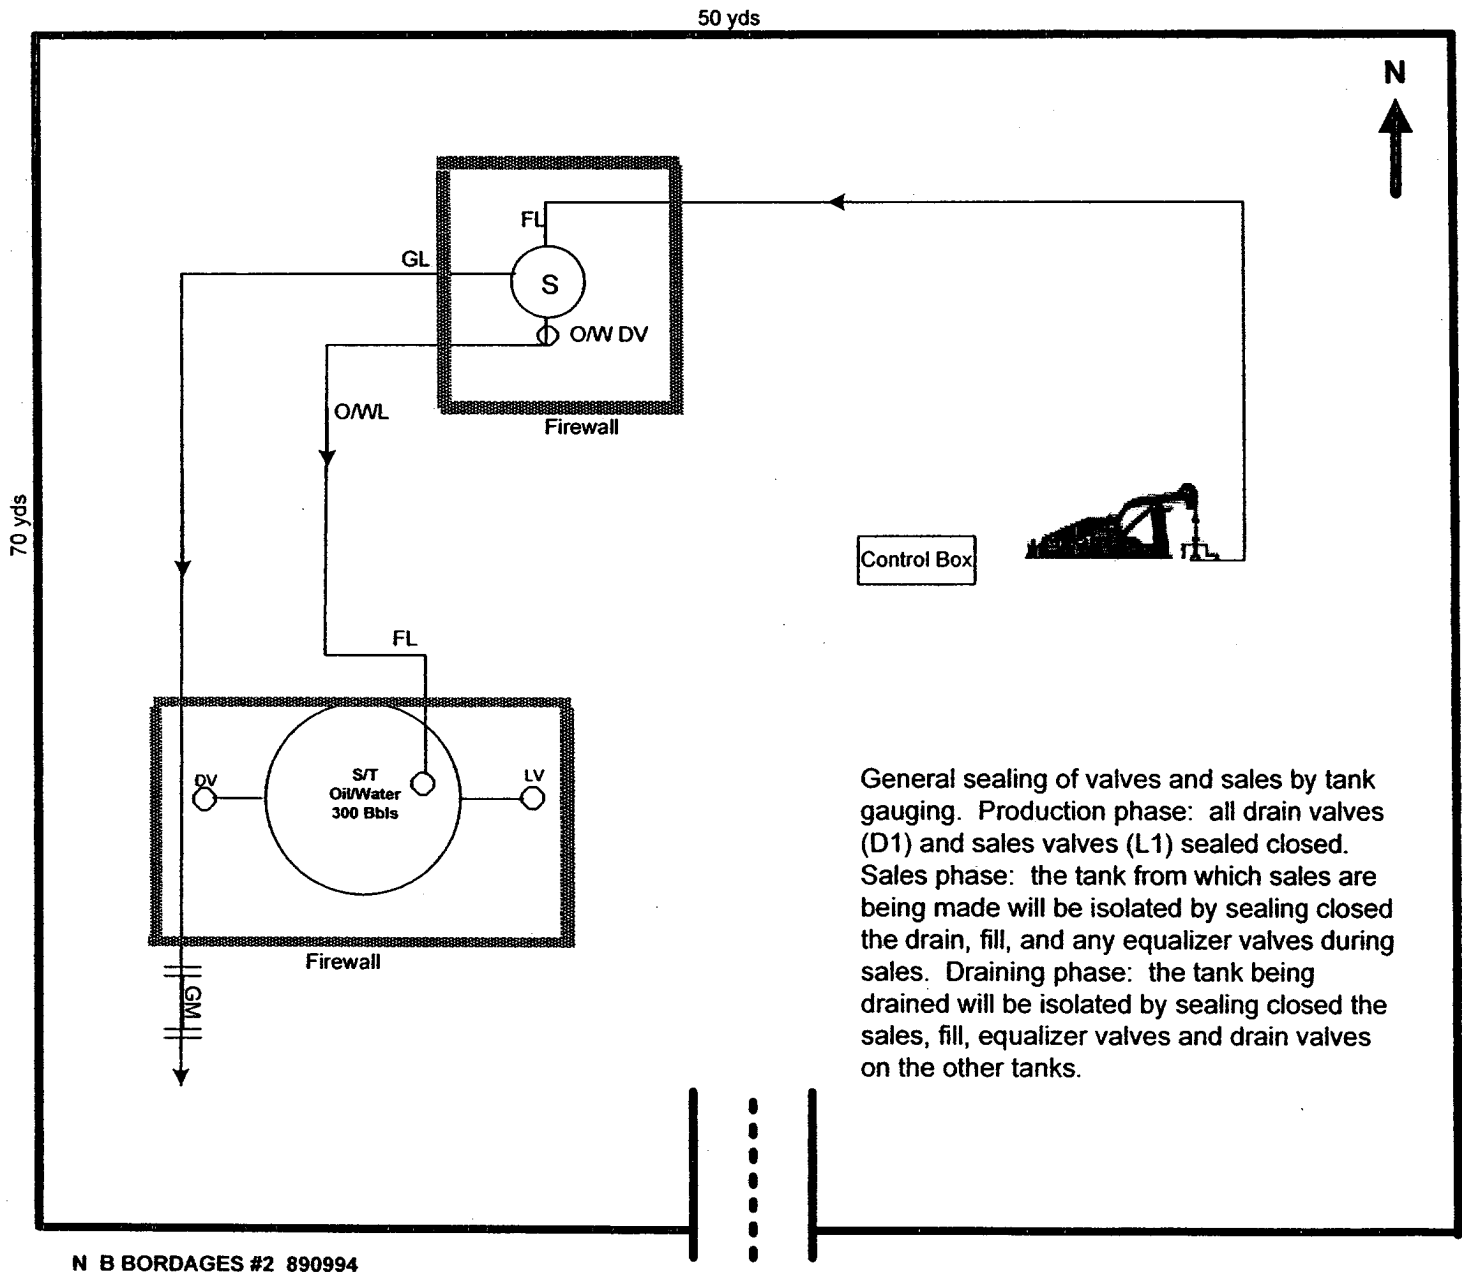 50 yds
N
FL
GL
S
O/W DV
O/WL
Firewall
70 yds
Control Box
FL
DV
S/T
Oil/Water
300 Bbls
LV
Firewall
GM
General sealing of valves and sales by tank
gauging.  Production phase:  all drain valves
(D1) and sales valves (L1) sealed closed.
Sales phase:  the tank from which sales are
being made will be isolated by sealing closed
the drain, fill, and any equalizer valves during
sales.  Draining phase:  the tank being
drained will be isolated by sealing closed the
sales, fill, equalizer valves and drain valves
on the other tanks.
N B BORDAGES #2 890994